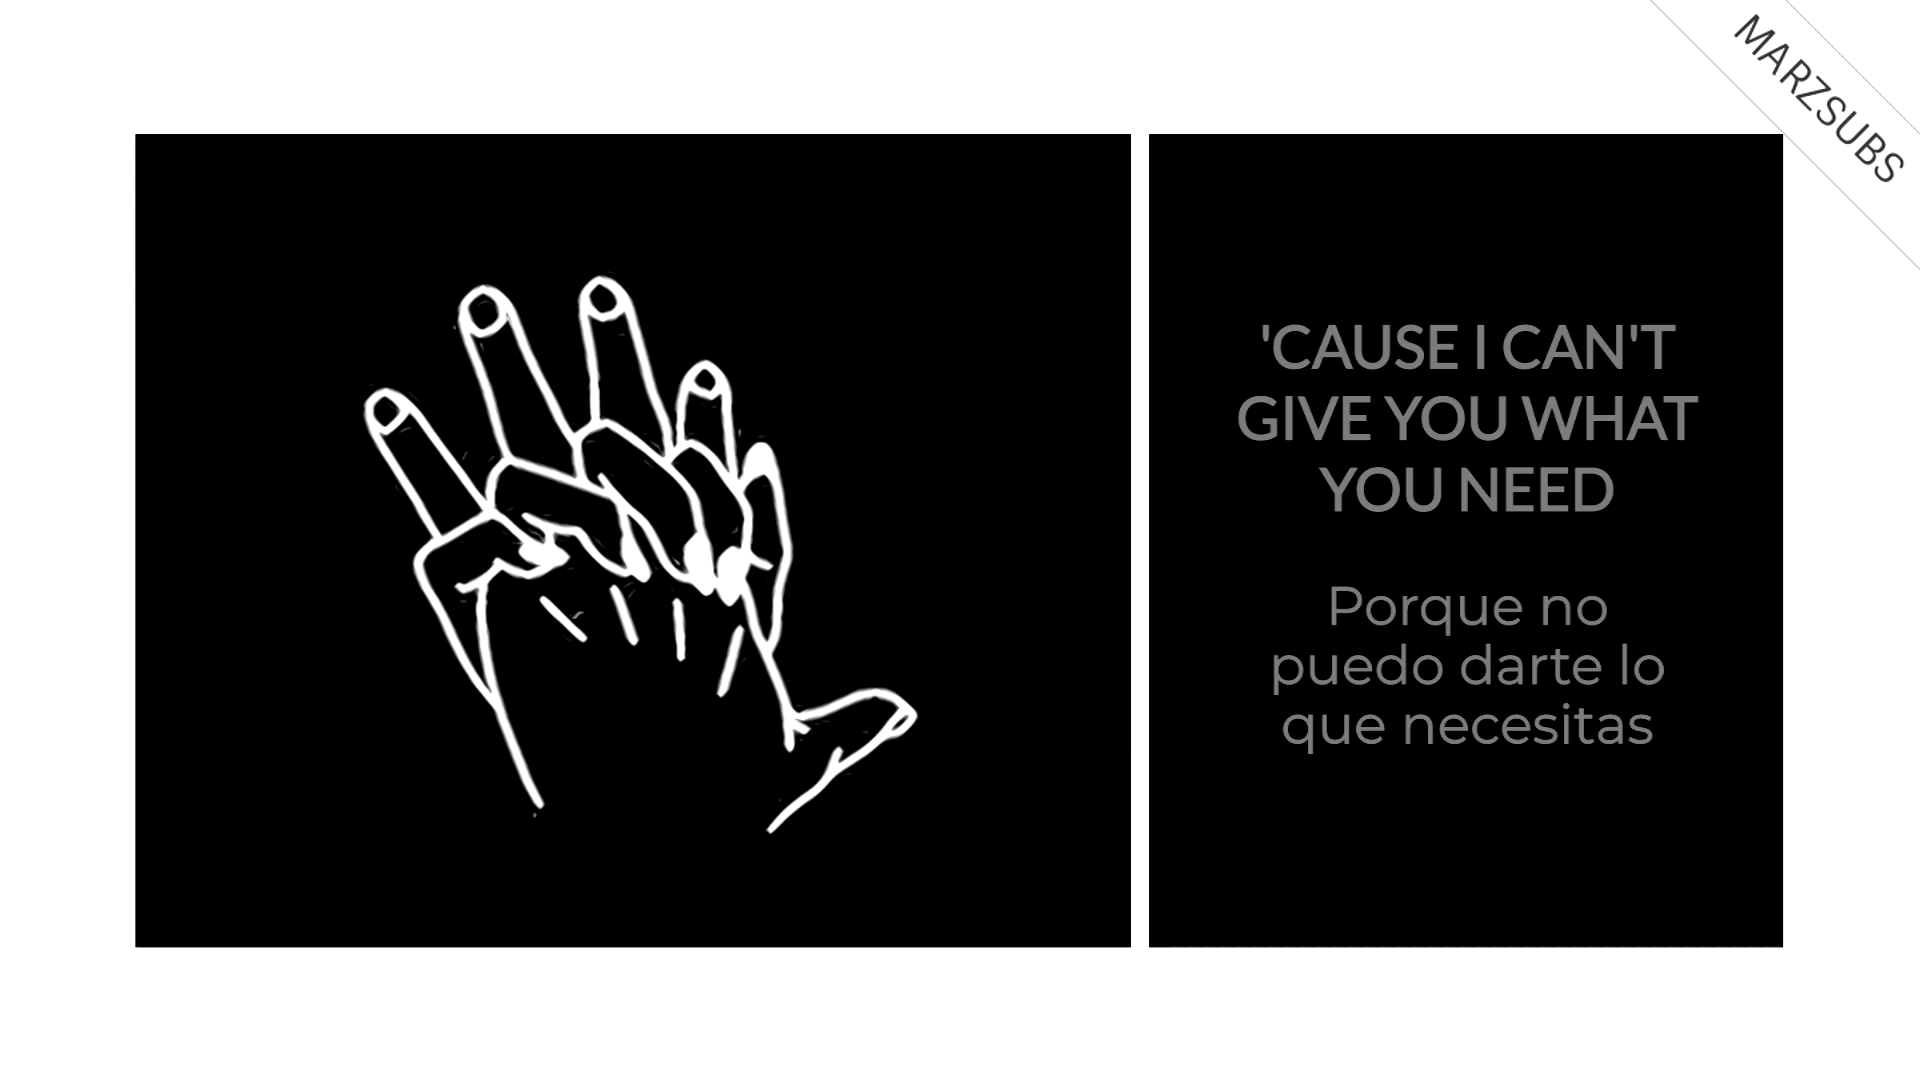 MARZSUBS
'CAUSE I CAN'T
GIVE YOU WHAT
YOU NEED
Porque no
puedo darte lo
que necesitas